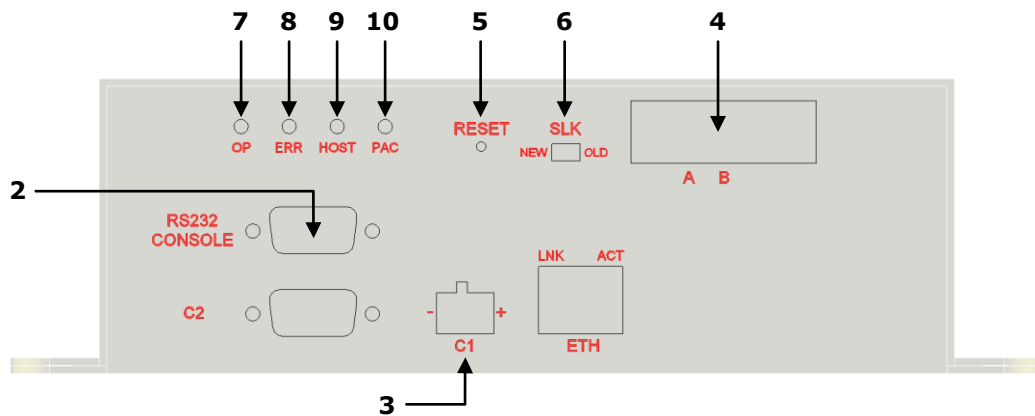 7 8 9 10 5 6 4
RESET SLK
OP ERR HOST PAC
NEW OLD
A B
2
RS232
CONSOLE
LNK ACT
C2
- +
C1 ETH
3